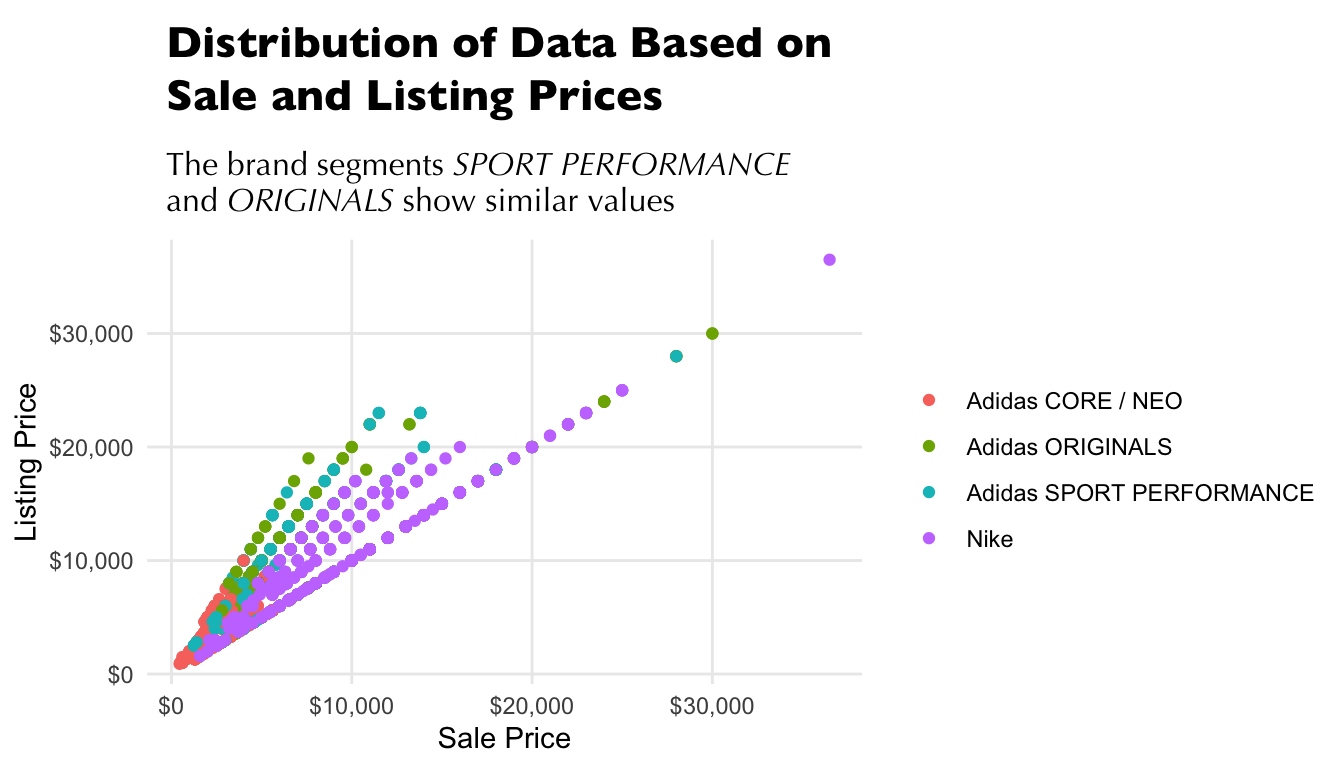 Distribution of Data Based on
Sale and Listing Prices
The brand segments SPORT PERFORMANCE
and ORIGINALS show similar values
Listing Price
$30,000
$20,000
$10,000
$0
$0
$10,000
$20,000
$30,000
Sale Price
Adidas CORE / NEO
Adidas ORIGINALS
Adidas SPORT PERFORMANCE
Nike